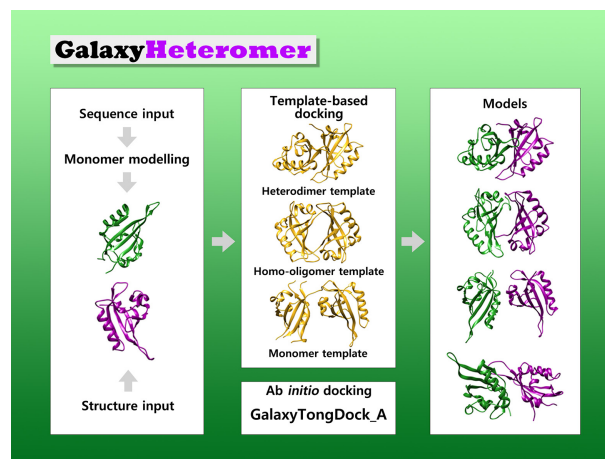 GalaxyHeteromer
Sequence input
Monomer modelling
Structure input
Template-based
docking
Heterodimer template
Homo-oligomer template
Monomer template
Ab initio docking
GalaxyTongDock_A
Models